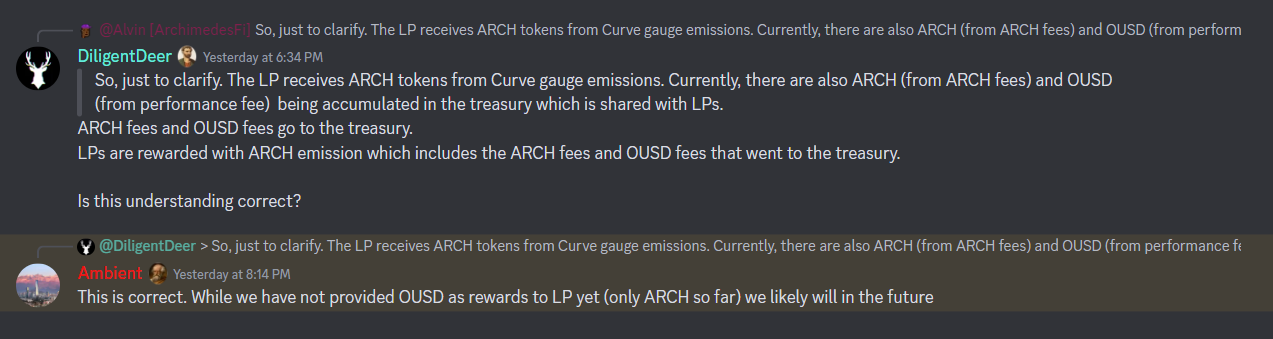 @Alvin [ArchimedesFi] So, just to clarify. The LP receives ARCH tokens from Curve gauge emissions. Currently, there are also ARCH (from ARCH fees) and OUSD (from perform
DiligentDeer Yesterday at 6:34 PM
So, just to clarify. The LP receives ARCH tokens from Curve gauge emissions. Currently, there are also ARCH (from ARCH fees) and OUSD
(from performance fee) being accumulated in the treasury which is shared with LPs.
ARCH fees and OUSD fees go to the treasury.
LPs are rewarded with ARCH emission which includes the ARCH fees and OUSD fees that went to the treasury.
Is this understanding correct?
@DiligentDeer > So, just to clarify. The LP receives ARCH tokens from Curve gauge emissions. Currently, there are also ARCH (from ARCH fees) and OUSD (from performance fe
Ambient Yesterday at 8:14 PM
This is correct. While we have not provided OUSD as rewards to LP yet (only ARCH so far) we likely will in the future